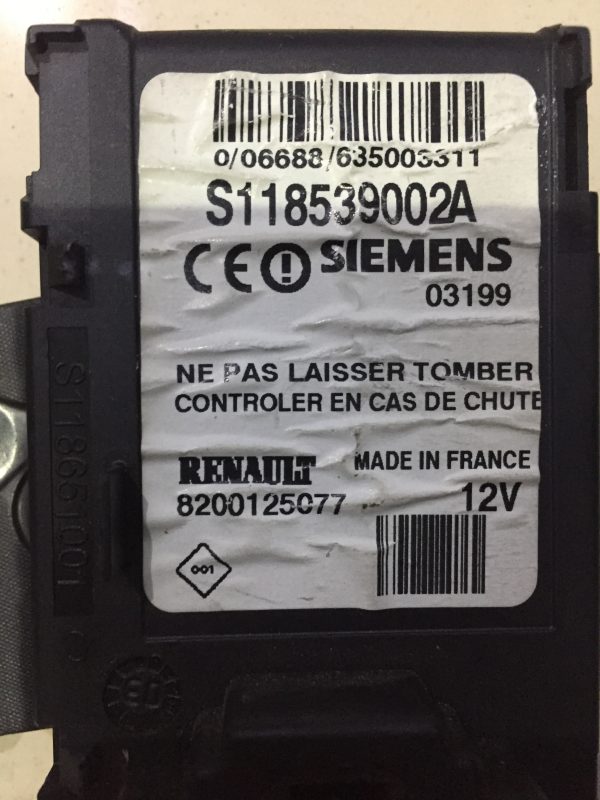 0/06688/635003311
S118539002A
CE SIEMENS
03199
NE PAS LAISSER TOMBER
CONTROLER EN CAS DE CHUTE
RENAULT MADE IN FRANCE
8200125077 12V
001
S118651001